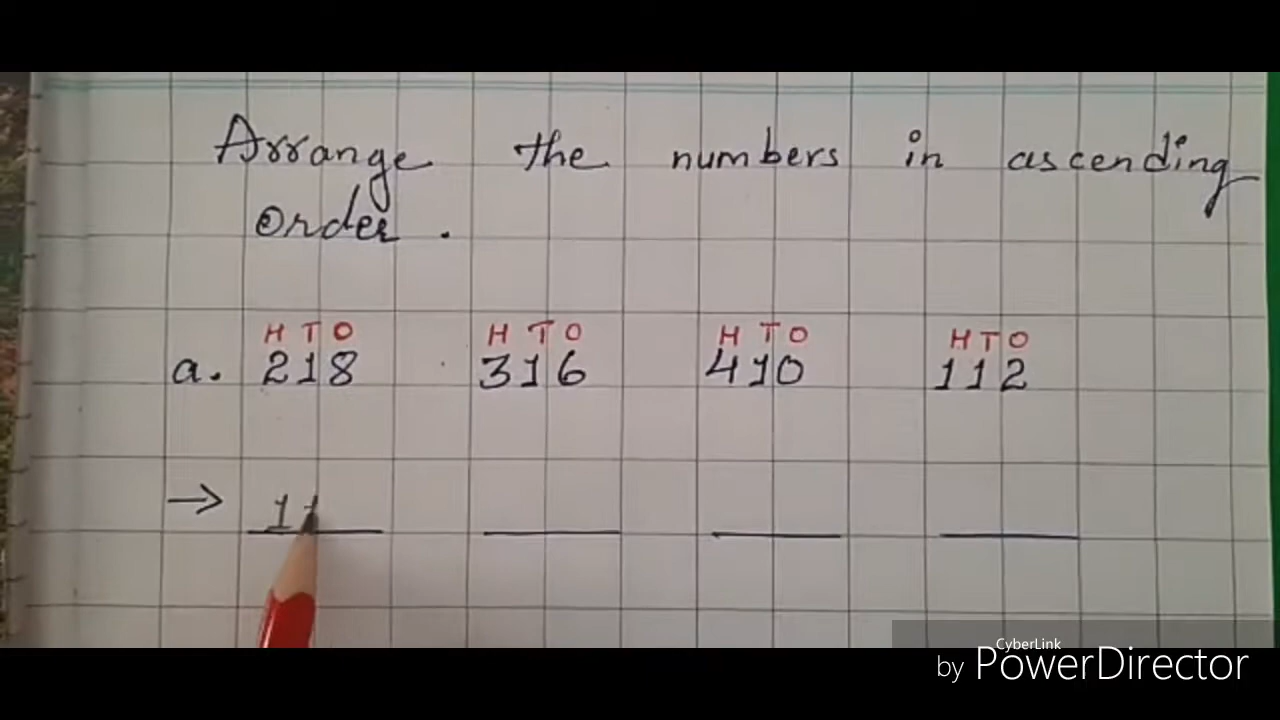 Arrange the numbers in ascending
order.
H T O H T O H T O H T O
a. 218 316 410 112
→ 11
CyberLink
by PowerDirector